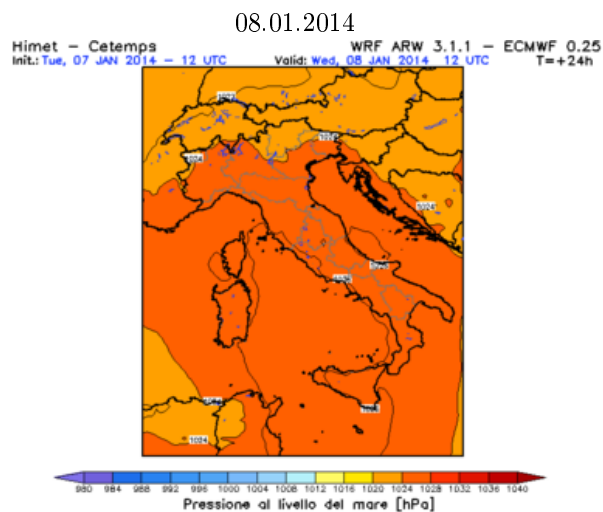 08.01.2014
Himet - Cetemps WRF ARW 3.1.1 - ECMWF 0.25
Init.: Tue, 07 JAN 2014 - 12 UTC Valid: Wed, 08 JAN 2014 12 UTC T=+24h
1024
1024
1024
980 984 988 992 996 1000 1004 1008 1012 1016 1020 1024 1028 1032 1036 1040
Pressione al livello del mare [hPa]